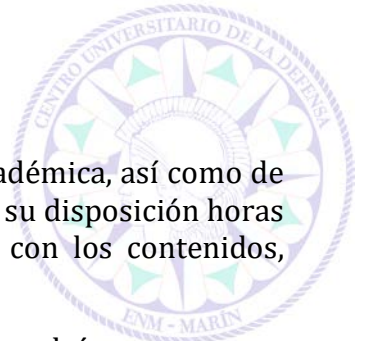 CENTRO UNIVERSITARIO DE LA DEFENSA
adémica, así como de
su disposición horas
con los contenidos,
ENM - MARÍN